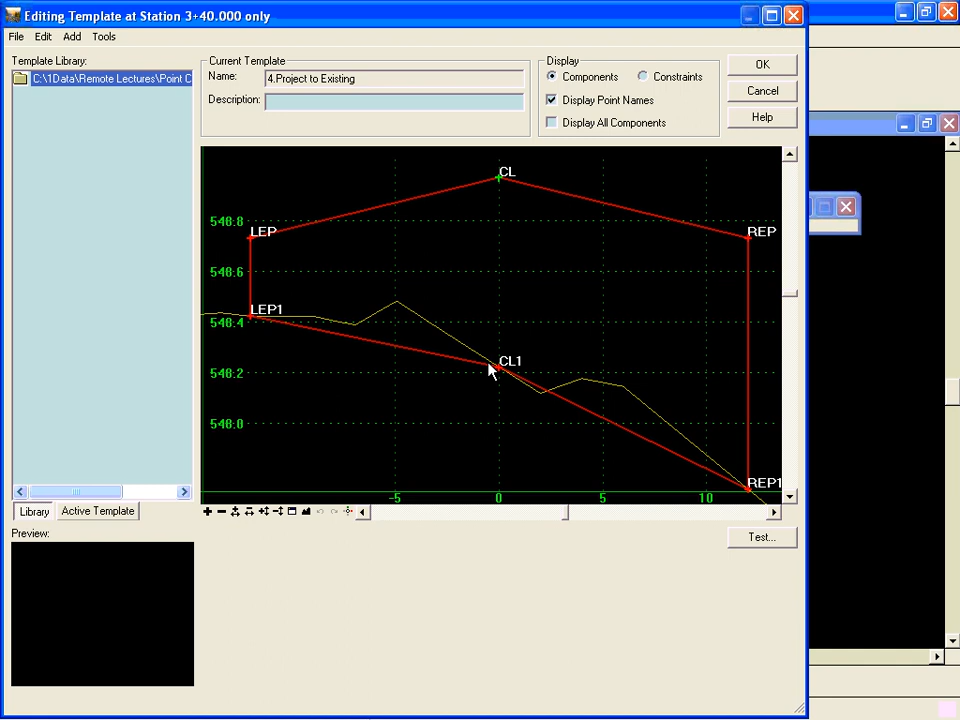 Editing Template at Station 3+40.000 only
File Edit Add Tools
Template Library:
C:\1Data\Remote Lectures\Point C
Current Template
Name: 4.Project to Existing
Description:
Display
Components Constraints
Display Point Names
Display All Components
OK
Cancel
Help
CL
548.8
LEP
REP
548.6
LEP1
548.4
CL1
548.2
548.0
REP1
-5 0 5 10
Library Active Template
Preview:
Test...